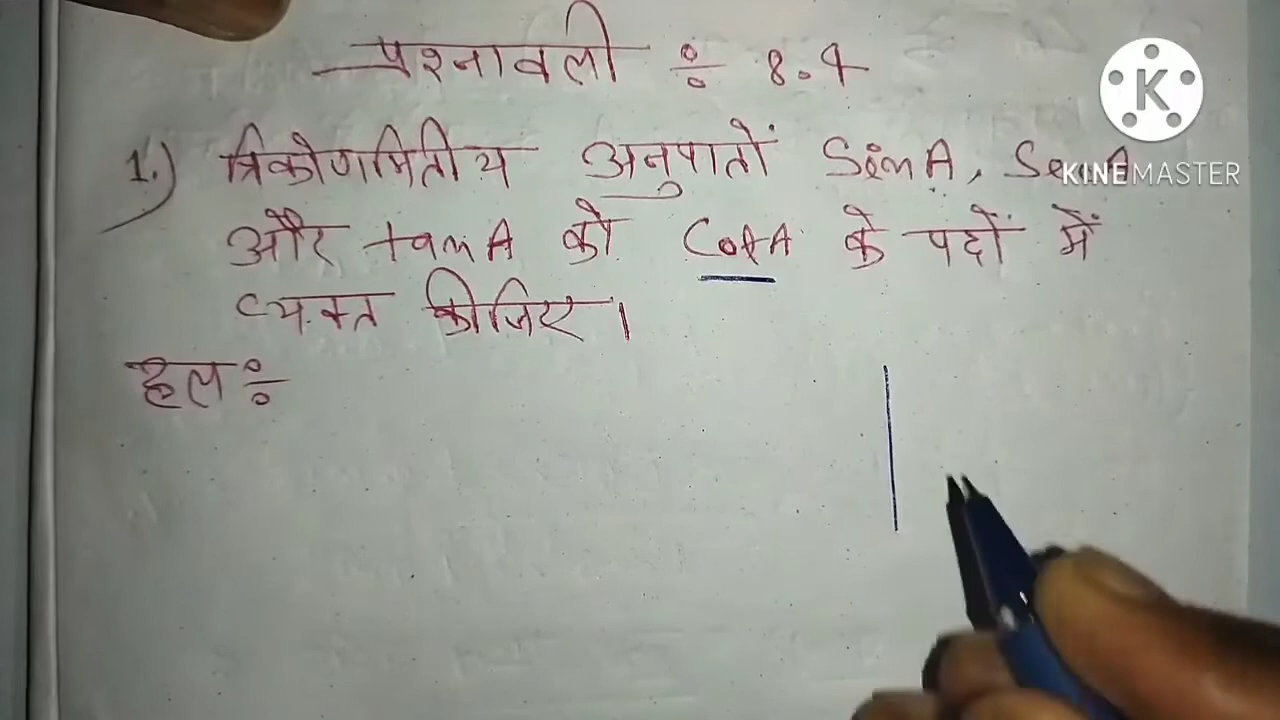 प्रश्नावली ÷ 8.4
1.) त्रिकोणमितीय अनुपातों SinA, SecA
और tanA को CotA के पदों में
व्यक्त कीजिए।
हल ÷
K
KINEMASTER